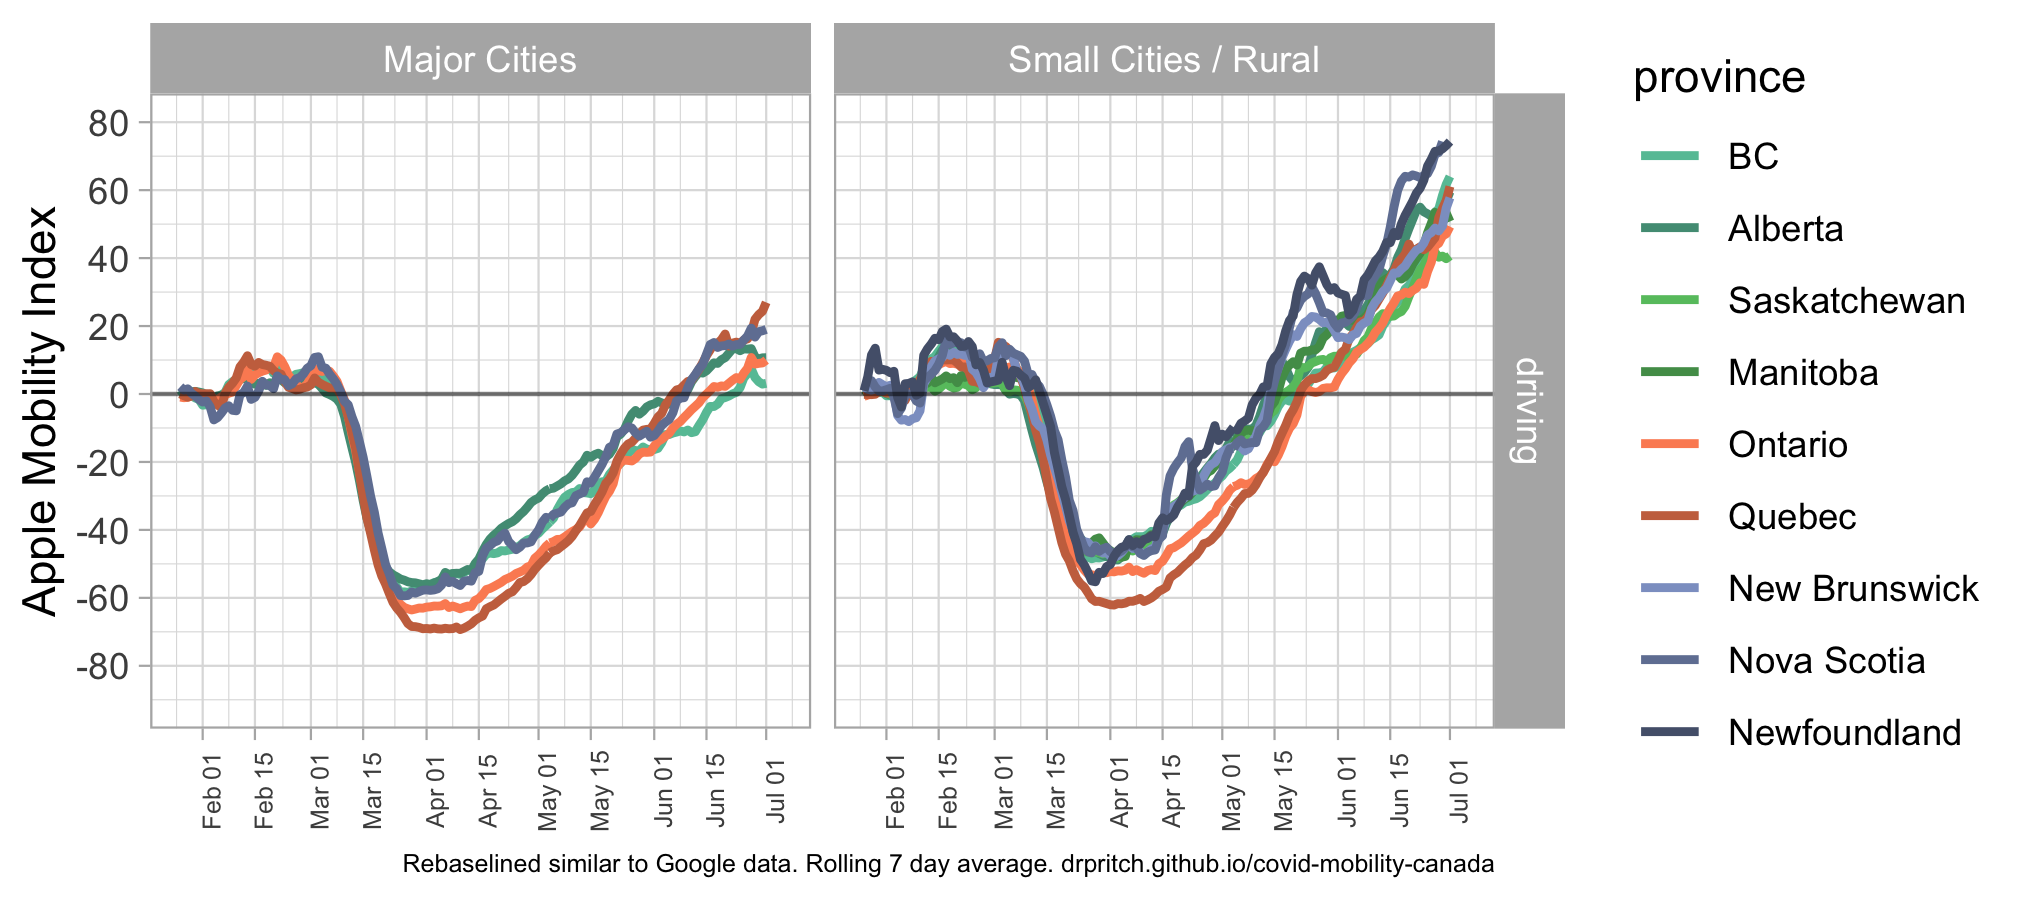 Major Cities
Small Cities / Rural
Apple Mobility Index
80
60
40
20
0
-20
-40
-60
-80
Feb 01
Feb 15
Mar 01
Mar 15
Apr 01
Apr 15
May 01
May 15
Jun 01
Jun 15
Jul 01
Feb 01
Feb 15
Mar 01
Mar 15
Apr 01
Apr 15
May 01
May 15
Jun 01
Jun 15
Jul 01
driving
province
BC
Alberta
Saskatchewan
Manitoba
Ontario
Quebec
New Brunswick
Nova Scotia
Newfoundland
Rebaselined similar to Google data. Rolling 7 day average. drpritch.github.io/covid-mobility-canada